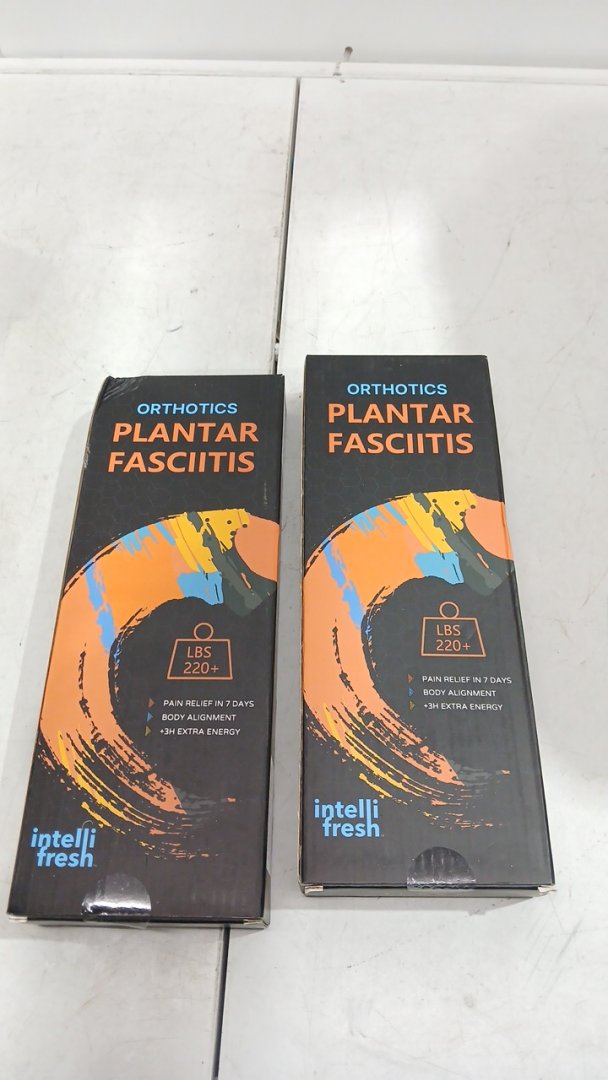 ORTHOTICS
PLANTAR
FASCIITIS
LBS
220+
PAIN RELIEF IN 7 DAYS
BODY ALIGNMENT
+3H EXTRA ENERGY
intelli
fresh
ORTHOTICS
PLANTAR
FASCIITIS
LBS
220+
PAIN RELIEF IN 7 DAYS
BODY ALIGNMENT
+3H EXTRA ENERGY
intelli
fresh